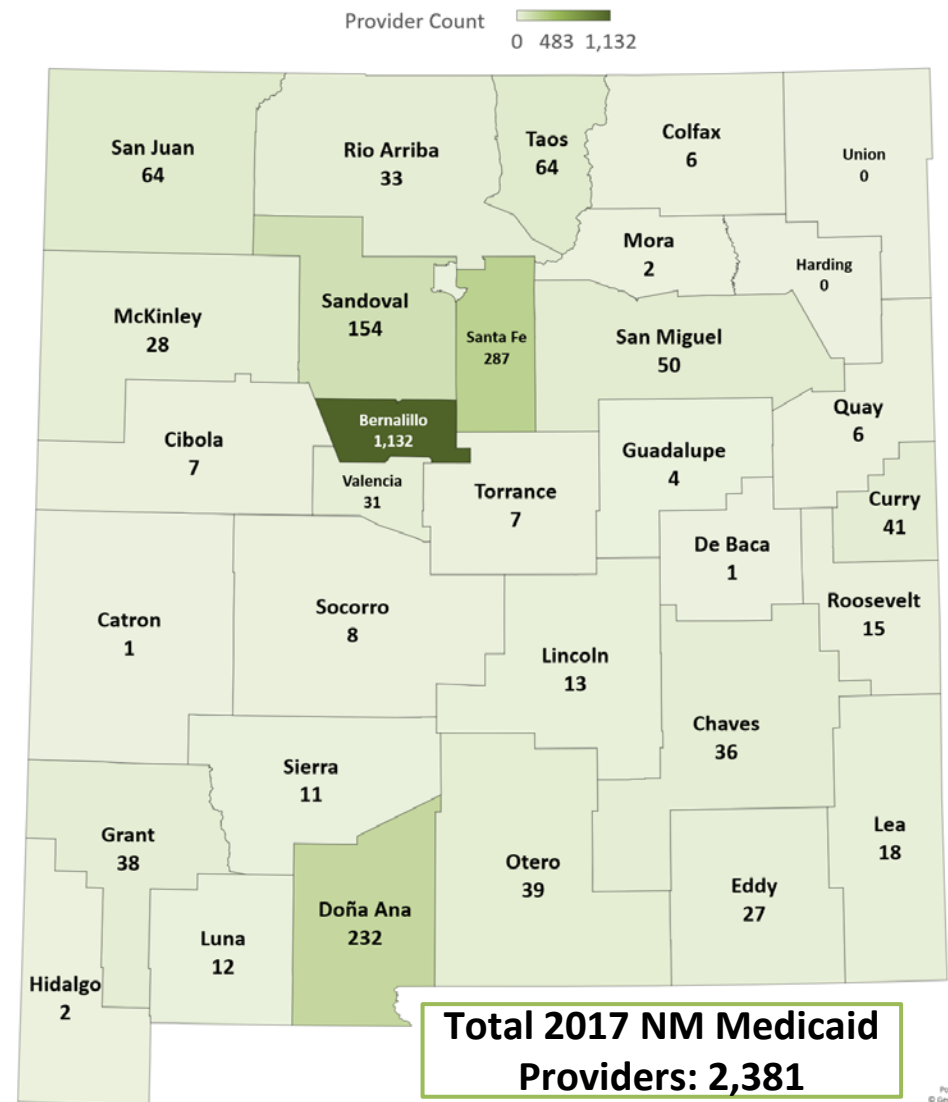 Provider Count
0 483 1,132
San Juan
64
Rio Arriba
33
Taos
64
Colfax
6
Union
0
Mora
2
Harding
0
McKinley
28
Sandoval
154
Santa Fe
287
San Miguel
50
Bernalillo
1,132
Cibola
7
Valencia
31
Torrance
7
Guadalupe
4
Quay
6
Curry
41
De Baca
1
Roosevelt
15
Catron
1
Socorro
8
Lincoln
13
Chaves
36
Sierra
11
Grant
38
Lea
18
Otero
39
Eddy
27
Doña Ana
232
Luna
12
Hidalgo
2
Total 2017 NM Medicaid
Providers: 2,381